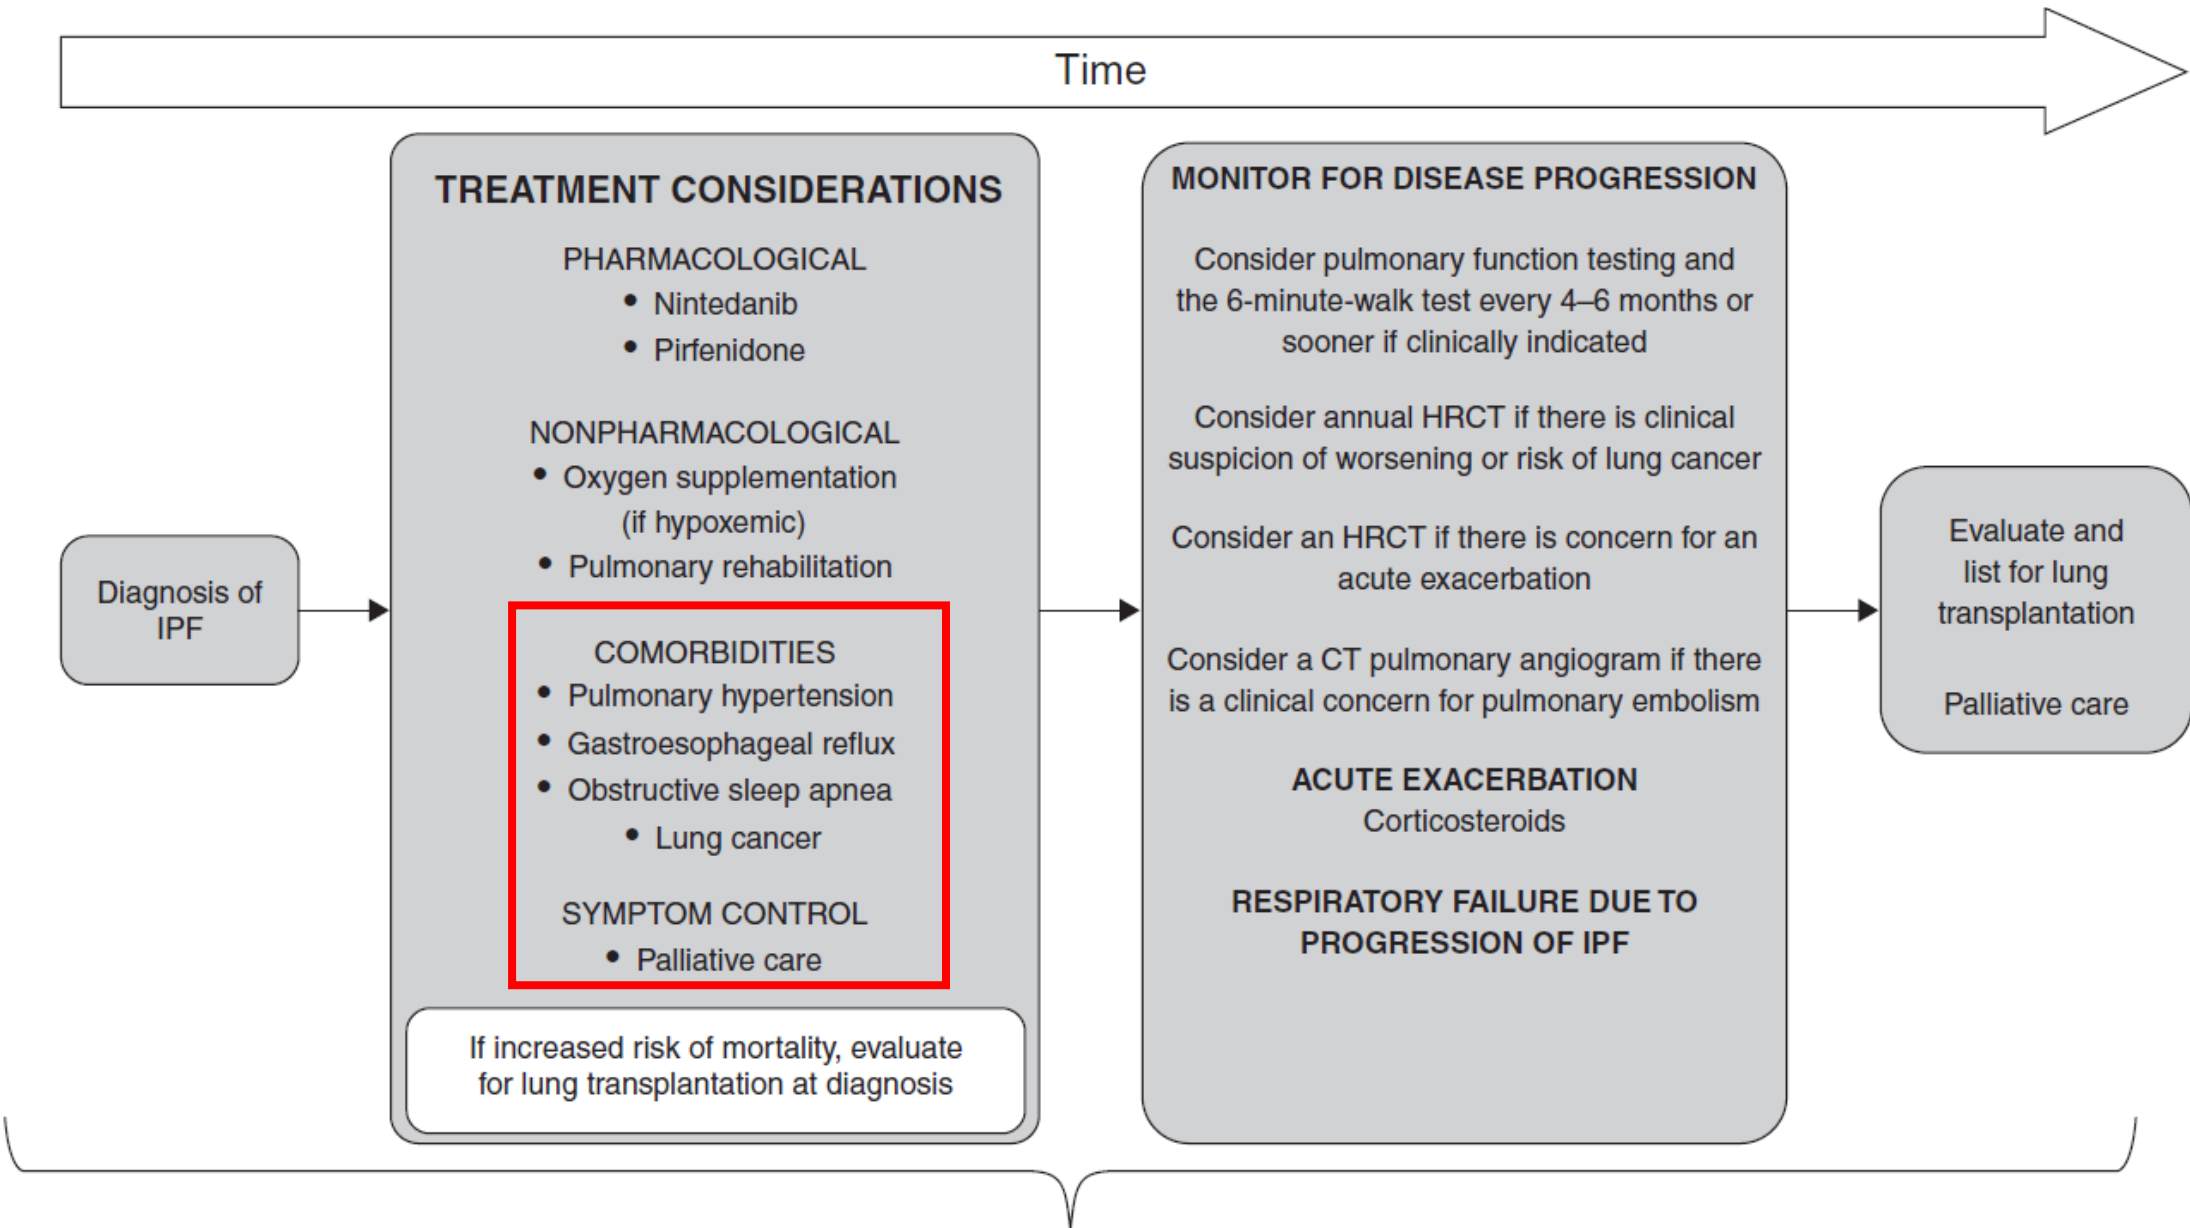 Time
Diagnosis of
IPF
TREATMENT CONSIDERATIONS
PHARMACOLOGICAL
• Nintedanib
• Pirfenidone
NONPHARMACOLOGICAL
• Oxygen supplementation
(if hypoxemic)
• Pulmonary rehabilitation
COMORBIDITIES
• Pulmonary hypertension
• Gastroesophageal reflux
• Obstructive sleep apnea
• Lung cancer
SYMPTOM CONTROL
• Palliative care
If increased risk of mortality, evaluate
for lung transplantation at diagnosis
MONITOR FOR DISEASE PROGRESSION
Consider pulmonary function testing and
the 6-minute-walk test every 4–6 months or
sooner if clinically indicated
Consider annual HRCT if there is clinical
suspicion of worsening or risk of lung cancer
Consider an HRCT if there is concern for an
acute exacerbation
Consider a CT pulmonary angiogram if there
is a clinical concern for pulmonary embolism
ACUTE EXACERBATION
Corticosteroids
RESPIRATORY FAILURE DUE TO
PROGRESSION OF IPF
Evaluate and
list for lung
transplantation
Palliative care